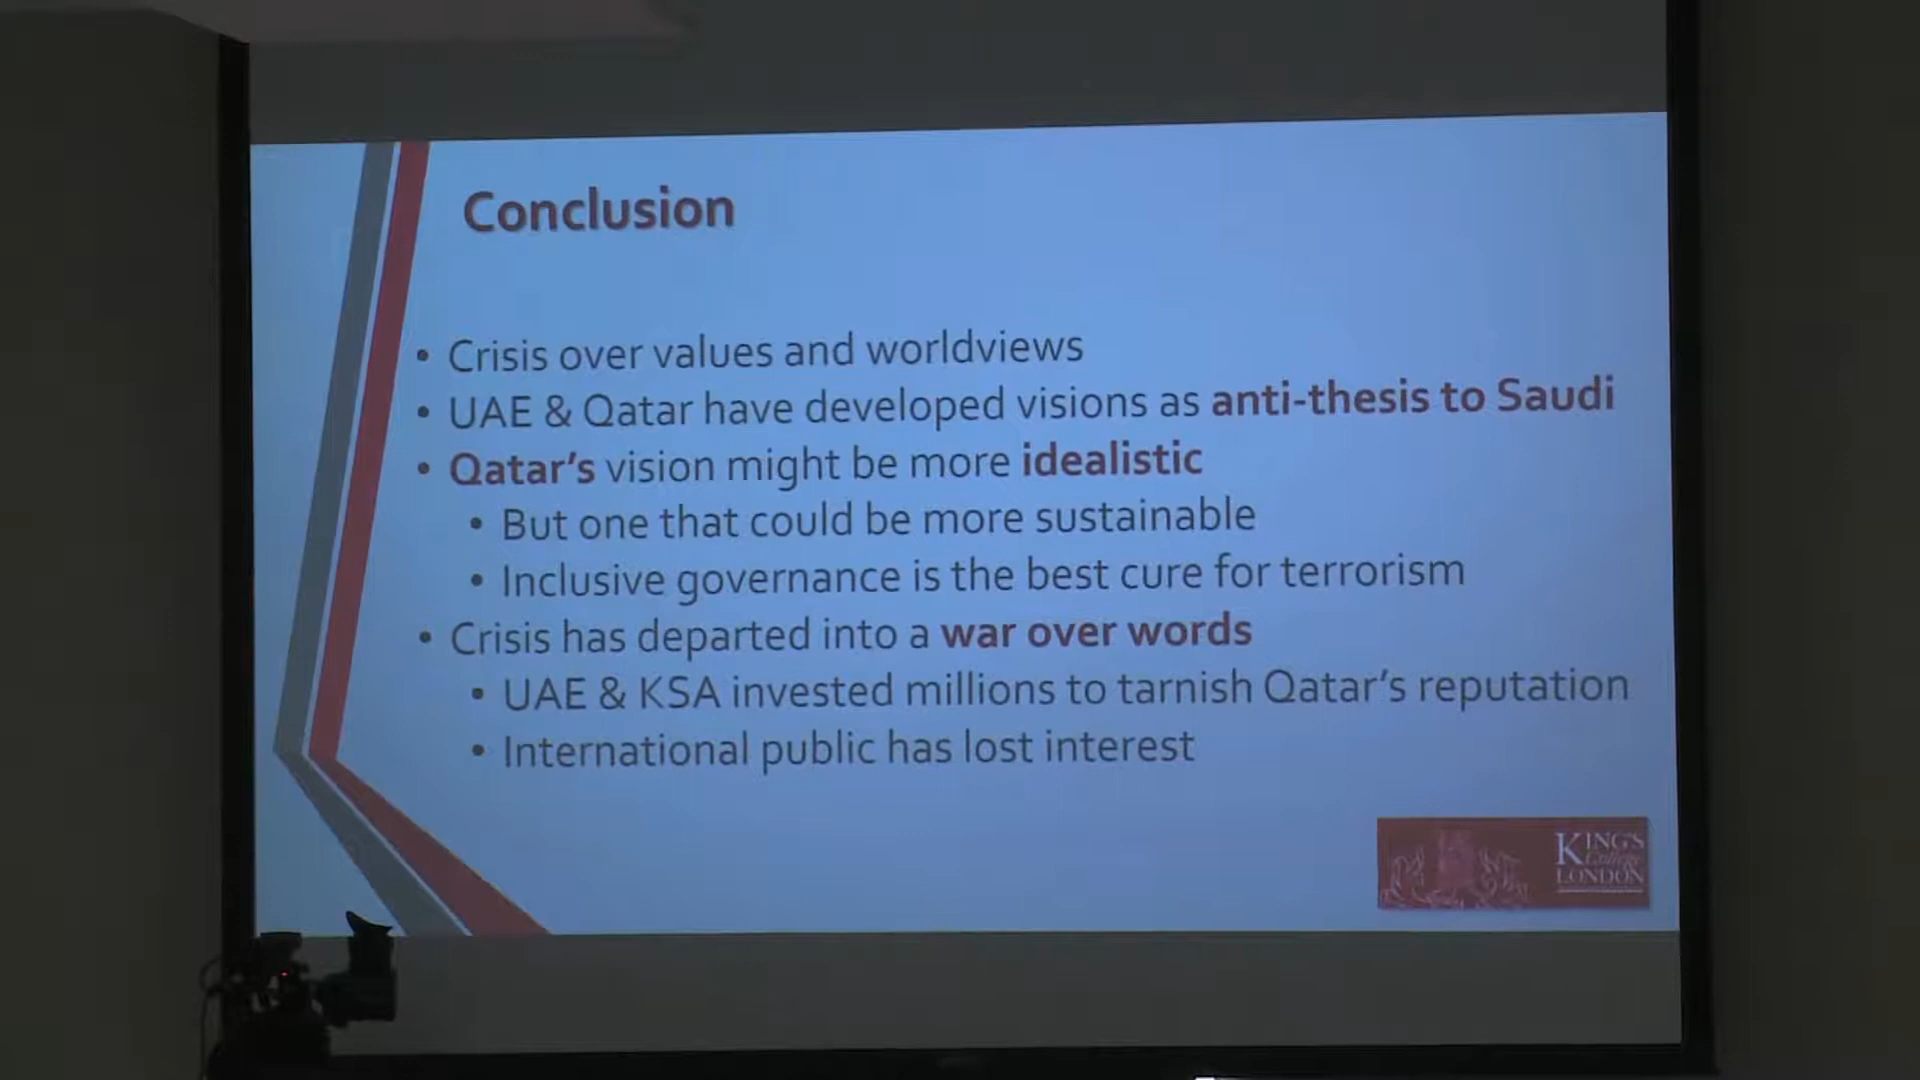 Conclusion
• Crisis over values and worldviews
• UAE & Qatar have developed visions as anti-thesis to Saudi
• Qatar's vision might be more idealistic
• But one that could be more sustainable
• Inclusive governance is the best cure for terrorism
• Crisis has departed into a war over words
• UAE & KSA invested millions to tarnish Qatar's reputation
• International public has lost interest
KING'S
College
LONDON